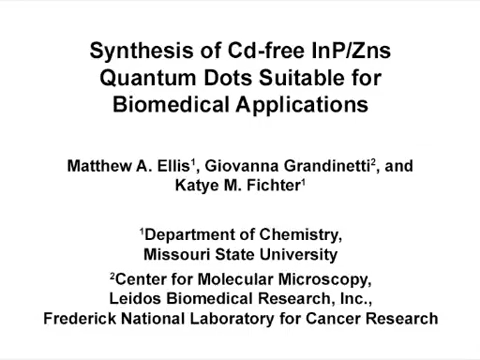 Synthesis of Cd-free InP/Zns
Quantum Dots Suitable for
Biomedical Applications
Matthew A. Ellis¹, Giovanna Grandinetti², and
Katye M. Fichter¹
¹Department of Chemistry,
Missouri State University
²Center for Molecular Microscopy,
Leidos Biomedical Research, Inc.,
Frederick National Laboratory for Cancer Research